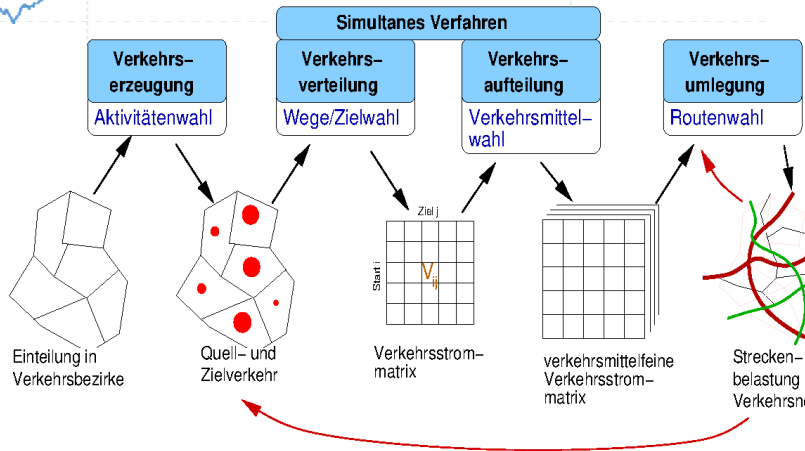 Simultanes Verfahren
Verkehrs–
erzeugung
Aktivitätenwahl
Verkehrs–
verteilung
Wege/Zielwahl
Verkehrs–
aufteilung
Verkehrsmittel–
wahl
Verkehrs–
umlegung
Routenwahl
Einteilung in
Verkehrsbezirke
Quell– und
Zielverkehr
Ziel j
Start i
V ij
Verkehrsstrom–
matrix
verkehrsmittelfeine
Verkehrsstrom–
matrix
Strecken–
belastung